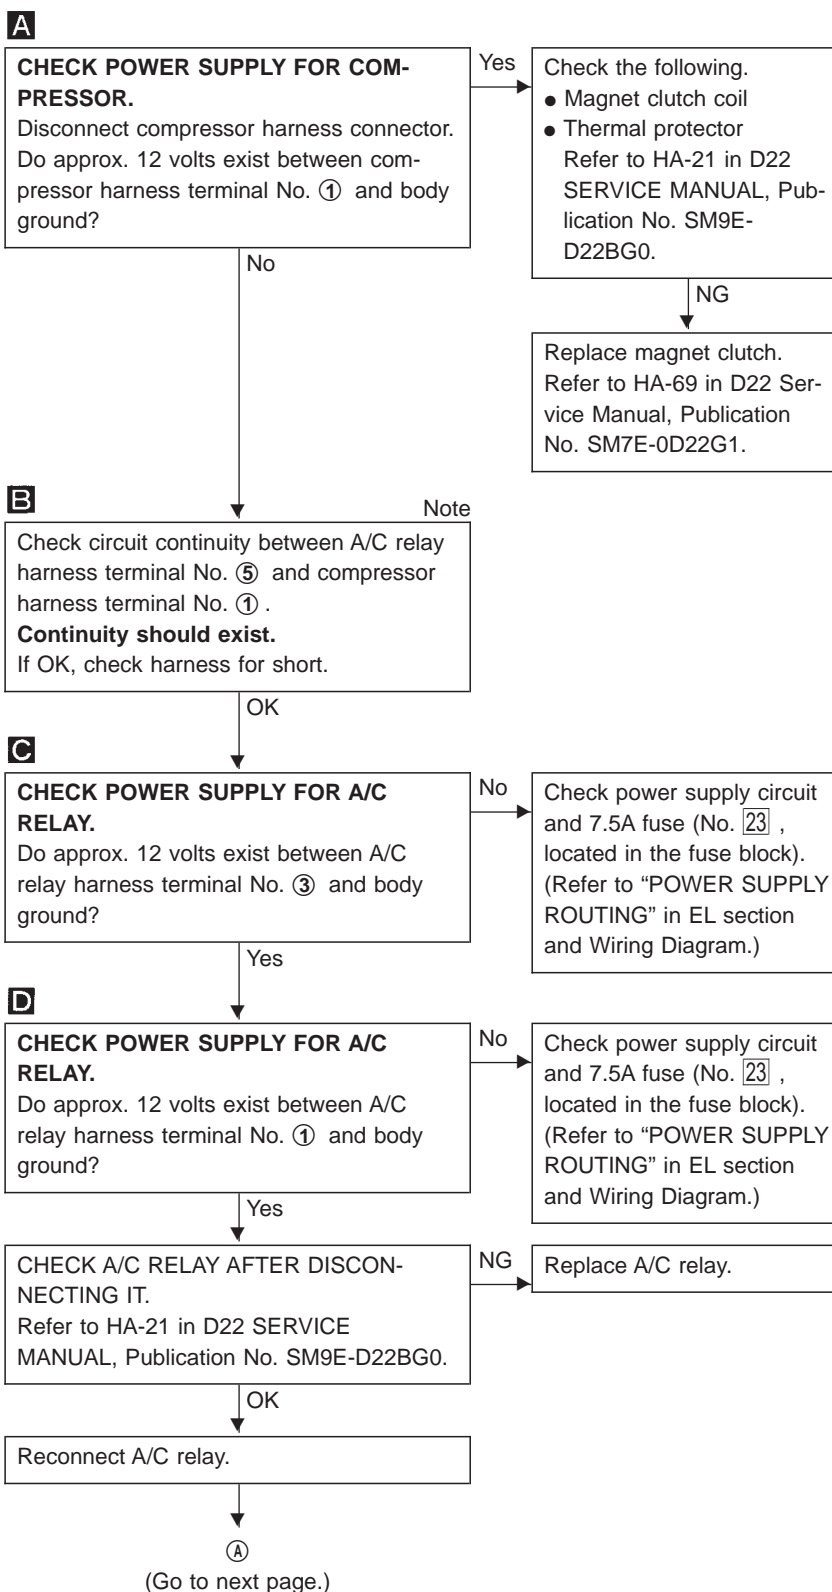 A
CHECK POWER SUPPLY FOR COM-
PRESSOR.
Disconnect compressor harness connector.
Do approx. 12 volts exist between com-
pressor harness terminal No. ① and body
ground?
Yes
Check the following.
● Magnet clutch coil
● Thermal protector
Refer to HA-21 in D22
SERVICE MANUAL, Pub-
lication No. SM9E-
D22BG0.
No
NG
Replace magnet clutch.
Refer to HA-69 in D22 Ser-
vice Manual, Publication
No. SM7E-0D22G1.
B
Note
Check circuit continuity between A/C relay
harness terminal No. ⑤ and compressor
harness terminal No. ① .
Continuity should exist.
If OK, check harness for short.
OK
C
CHECK POWER SUPPLY FOR A/C
RELAY.
Do approx. 12 volts exist between A/C
relay harness terminal No. ③ and body
ground?
No
Check power supply circuit
and 7.5A fuse (No. 23 ,
located in the fuse block).
(Refer to “POWER SUPPLY
ROUTING” in EL section
and Wiring Diagram.)
Yes
D
CHECK POWER SUPPLY FOR A/C
RELAY.
Do approx. 12 volts exist between A/C
relay harness terminal No. ① and body
ground?
No
Check power supply circuit
and 7.5A fuse (No. 23 ,
located in the fuse block).
(Refer to “POWER SUPPLY
ROUTING” in EL section
and Wiring Diagram.)
Yes
CHECK A/C RELAY AFTER DISCON-
NECTING IT.
Refer to HA-21 in D22 SERVICE
MANUAL, Publication No. SM9E-D22BG0.
NG
Replace A/C relay.
OK
Reconnect A/C relay.
Ⓐ
(Go to next page.)